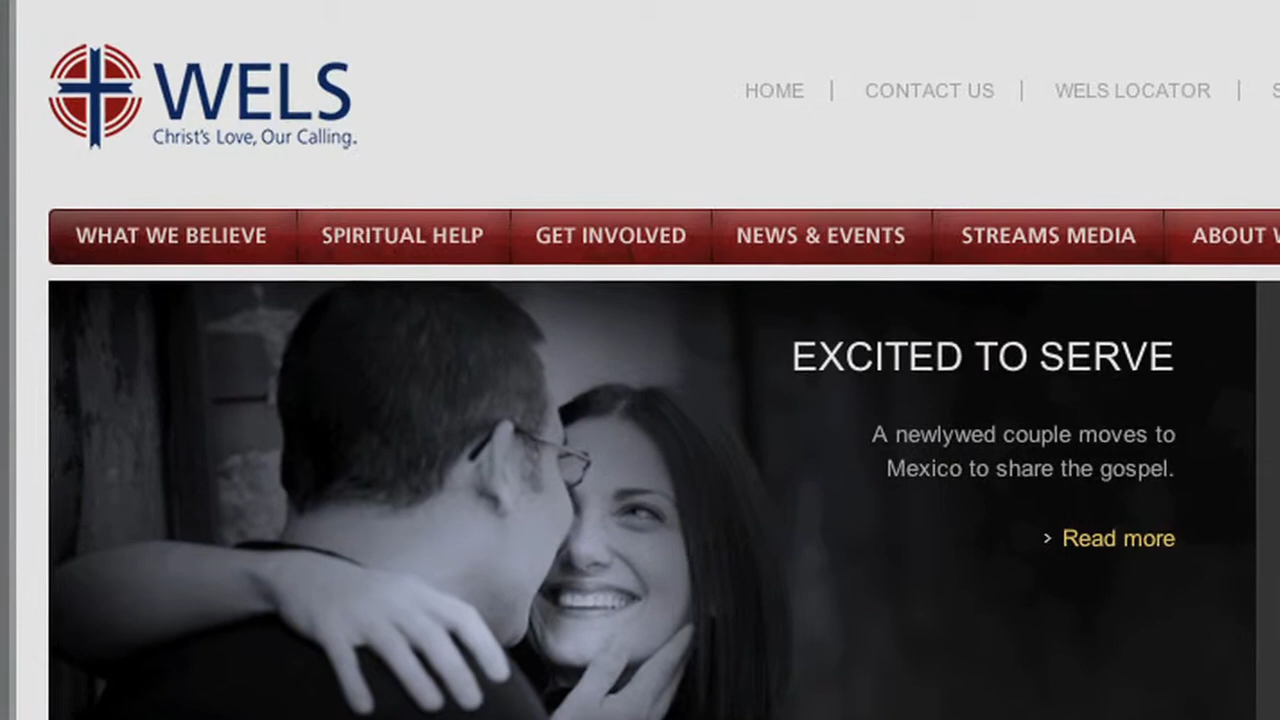 WELS
Christ's Love, Our Calling.
HOME | CONTACT US | WELS LOCATOR |
WHAT WE BELIEVE SPIRITUAL HELP GET INVOLVED NEWS & EVENTS STREAMS MEDIA ABOUT
EXCITED TO SERVE
A newlywed couple moves to
Mexico to share the gospel.
› Read more